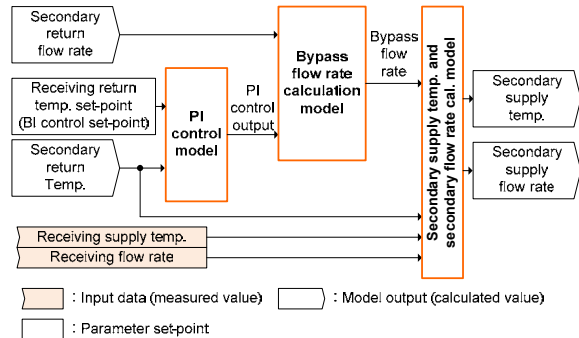 Secondary
return
flow rate
Receiving return
temp. set-point
(BI control set-point)
Secondary
return
Temp.
PI
control
model
PI
control
output
Bypass
flow rate
calculation
model
Bypass
flow
rate
Secondary supply temp. and
secondary flow rate cal. model
Secondary
supply
temp.
Secondary
supply
flow rate
Receiving supply temp.
Receiving flow rate
: Input data (measured value)
: Model output (calculated value)
: Parameter set-point